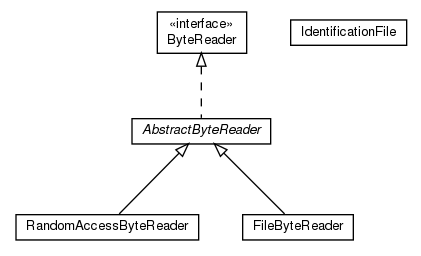 «interface»
ByteReader
IdentificationFile
AbstractByteReader
RandomAccessByteReader
FileByteReader